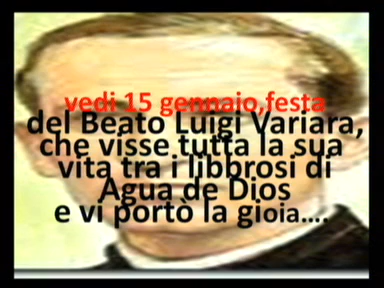 vedi 15 gennaio,festa
del Beato Luigi Variara,
che visse tutta la sua
vita tra i libbrosi di
Agua de Dios
e vi portò la gioia....